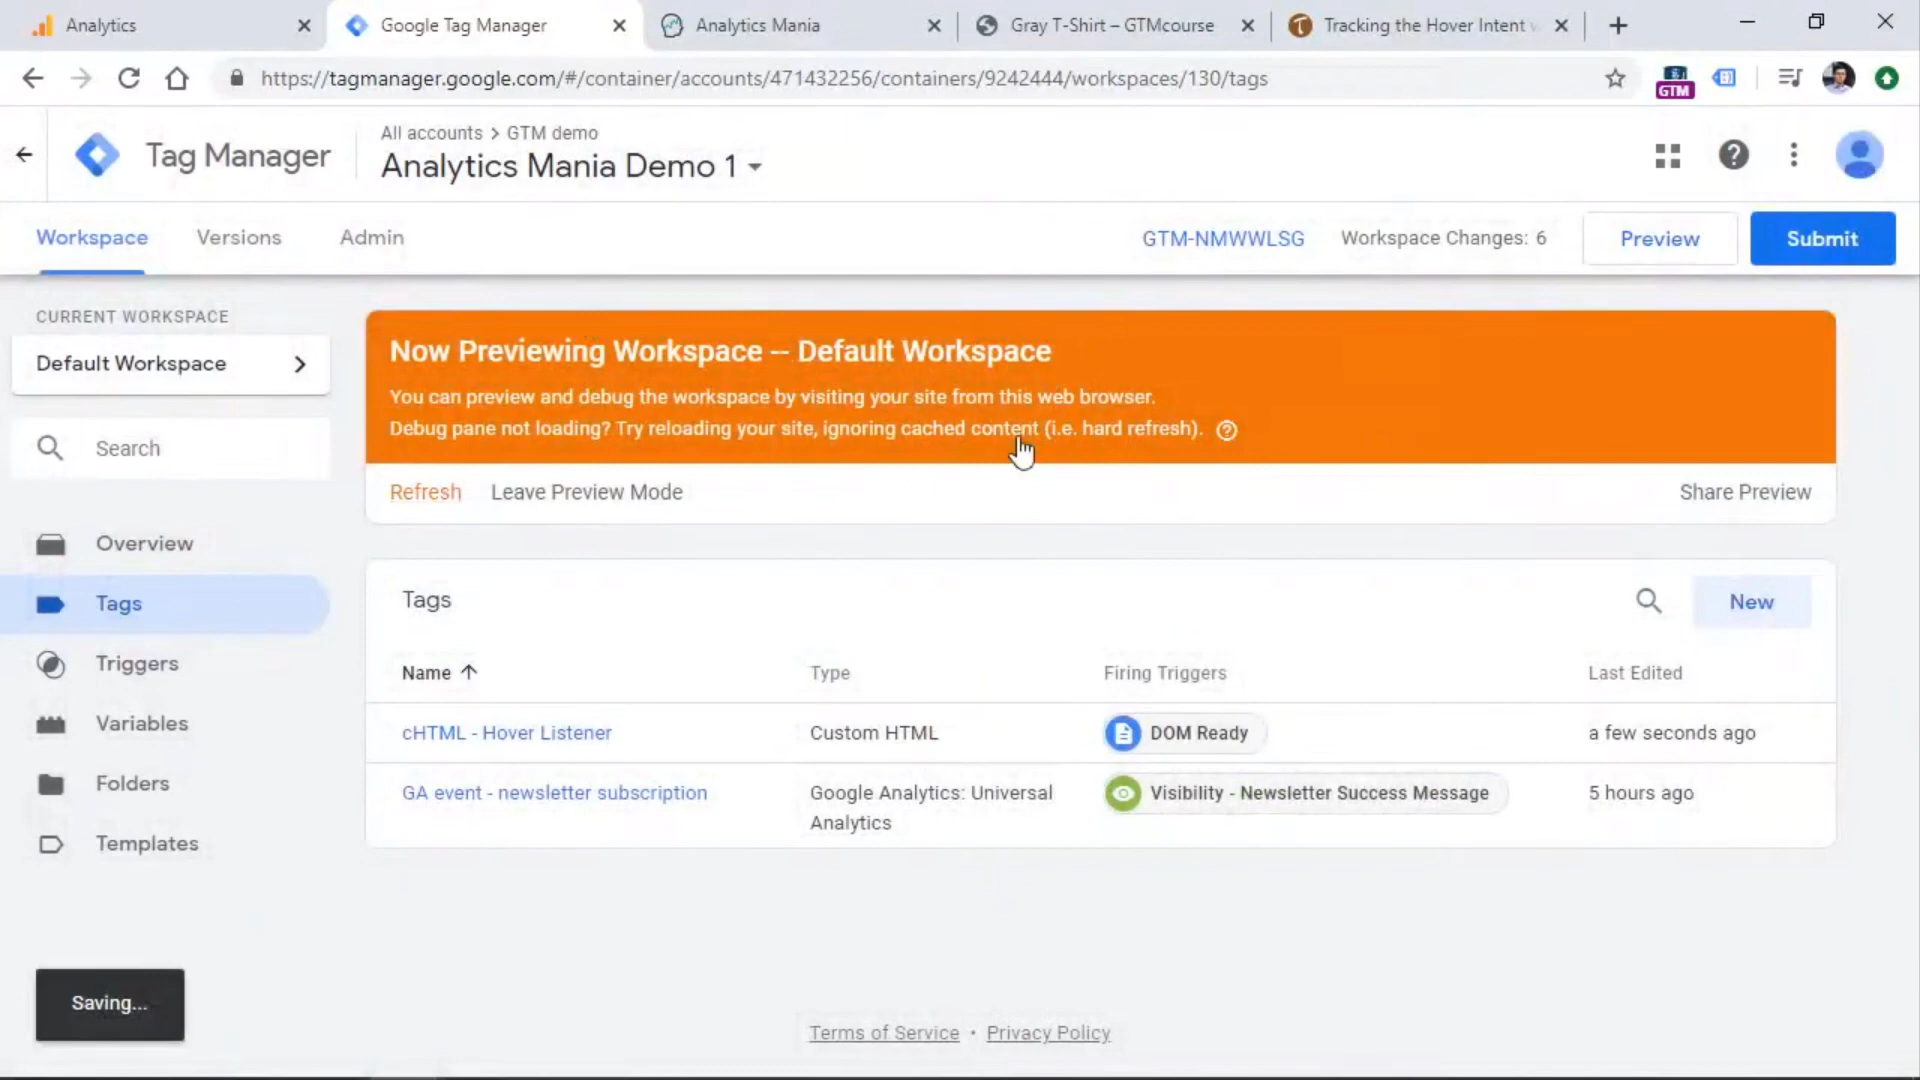 Analytics
Google Tag Manager
Analytics Mania
Gray T-Shirt – GTMcourse
Tracking the Hover Intent
https://tagmanager.google.com/#/container/accounts/471432256/containers/9242444/workspaces/130/tags
GTM
Tag Manager
All accounts > GTM demo
Analytics Mania Demo 1
Workspace
Versions
Admin
GTM-NMWWLSG
Workspace Changes: 6
Preview
Submit
CURRENT WORKSPACE
Default Workspace
Search
Overview
Tags
Triggers
Variables
Folders
Templates
Now Previewing Workspace -- Default Workspace
You can preview and debug the workspace by visiting your site from this web browser.
Debug pane not loading? Try reloading your site, ignoring cached content (i.e. hard refresh).
Refresh
Leave Preview Mode
Share Preview
Tags
New
Name
Type
Firing Triggers
Last Edited
cHTML - Hover Listener
Custom HTML
DOM Ready
a few seconds ago
GA event - newsletter subscription
Google Analytics: Universal
Analytics
Visibility - Newsletter Success Message
5 hours ago
Saving...
Terms of Service • Privacy Policy